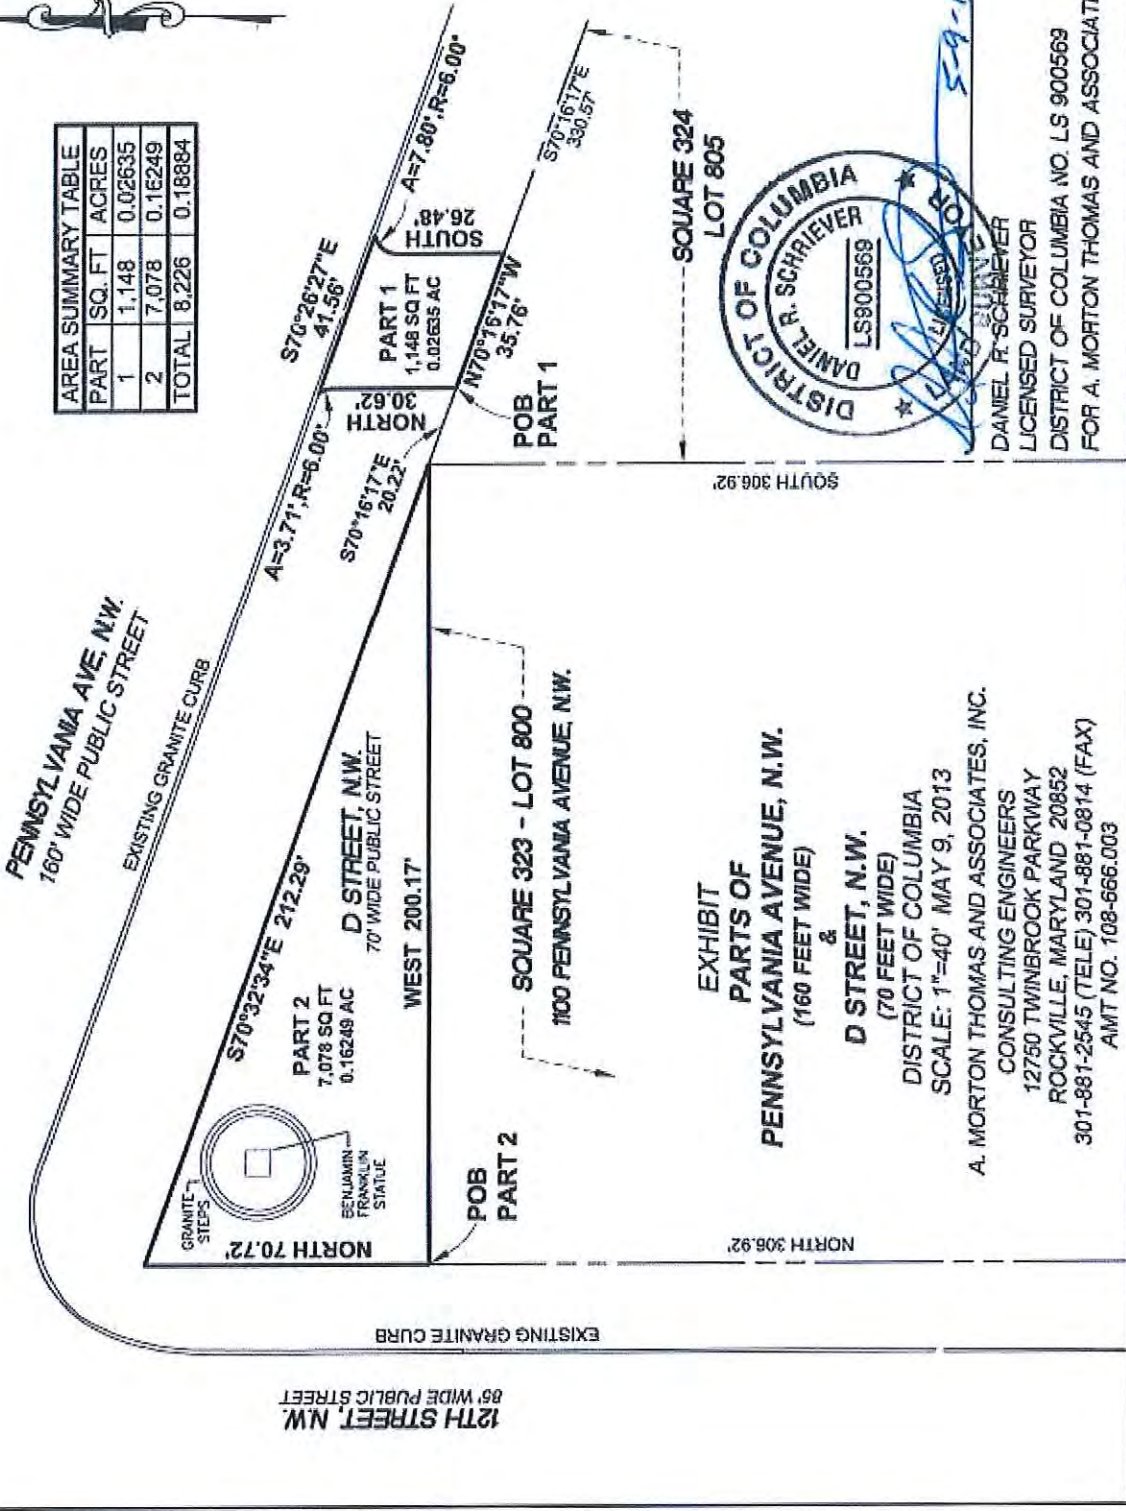 AREA SUMMARY TABLE
PART SQ. FT ACRES
1 1,148 0.02635
2 7,078 0.16249
TOTAL 8,226 0.18884
PENNSYLVANIA AVE, N.W.
160' WIDE PUBLIC STREET
EXISTING GRANITE CURB
S70°26'27"E
41.56'
A=7.80', R=6.00'
A=3.71', R=6.00'
SOUTH
26.48'
PART 1
1,148 SQ FT
0.02635 AC
NORTH
30.62'
N70°16'17"W
35.76'
S70°16'17"E
330.57'
S70°16'17"E
20.22'
POB
PART 1
S70°32'34"E 212.29'
D STREET, N.W.
70' WIDE PUBLIC STREET
PART 2
7,078 SQ FT
0.16249 AC
GRANITE
STEPS
BENJAMIN
FRANKLIN
STATUE
NORTH 70.72'
WEST 200.17'
POB
PART 2
SQUARE 323 - LOT 800
1100 PENNSYLVANIA AVENUE, N.W.
SQUARE 324
LOT 805
SOUTH 306.92'
NORTH 306.92'
EXISTING GRANITE CURB
12TH STREET, N.W.
85' WIDE PUBLIC STREET
EXHIBIT
PARTS OF
PENNSYLVANIA AVENUE, N.W.
(160 FEET WIDE)
&
D STREET, N.W.
(70 FEET WIDE)
DISTRICT OF COLUMBIA
SCALE: 1"=40' MAY 9, 2013
A. MORTON THOMAS AND ASSOCIATES, INC.
CONSULTING ENGINEERS
12750 TWINBROOK PARKWAY
ROCKVILLE, MARYLAND 20852
301-881-2545 (TELE) 301-881-0814 (FAX)
AMT NO. 108-666.003
DISTRICT OF COLUMBIA
DANIEL R. SCHRIEVER
LS900569
LICENSED
5-9-1
DANIEL R. SCHRIEVER
LICENSED SURVEYOR
DISTRICT OF COLUMBIA NO. LS 900569
FOR A. MORTON THOMAS AND ASSOCIAT